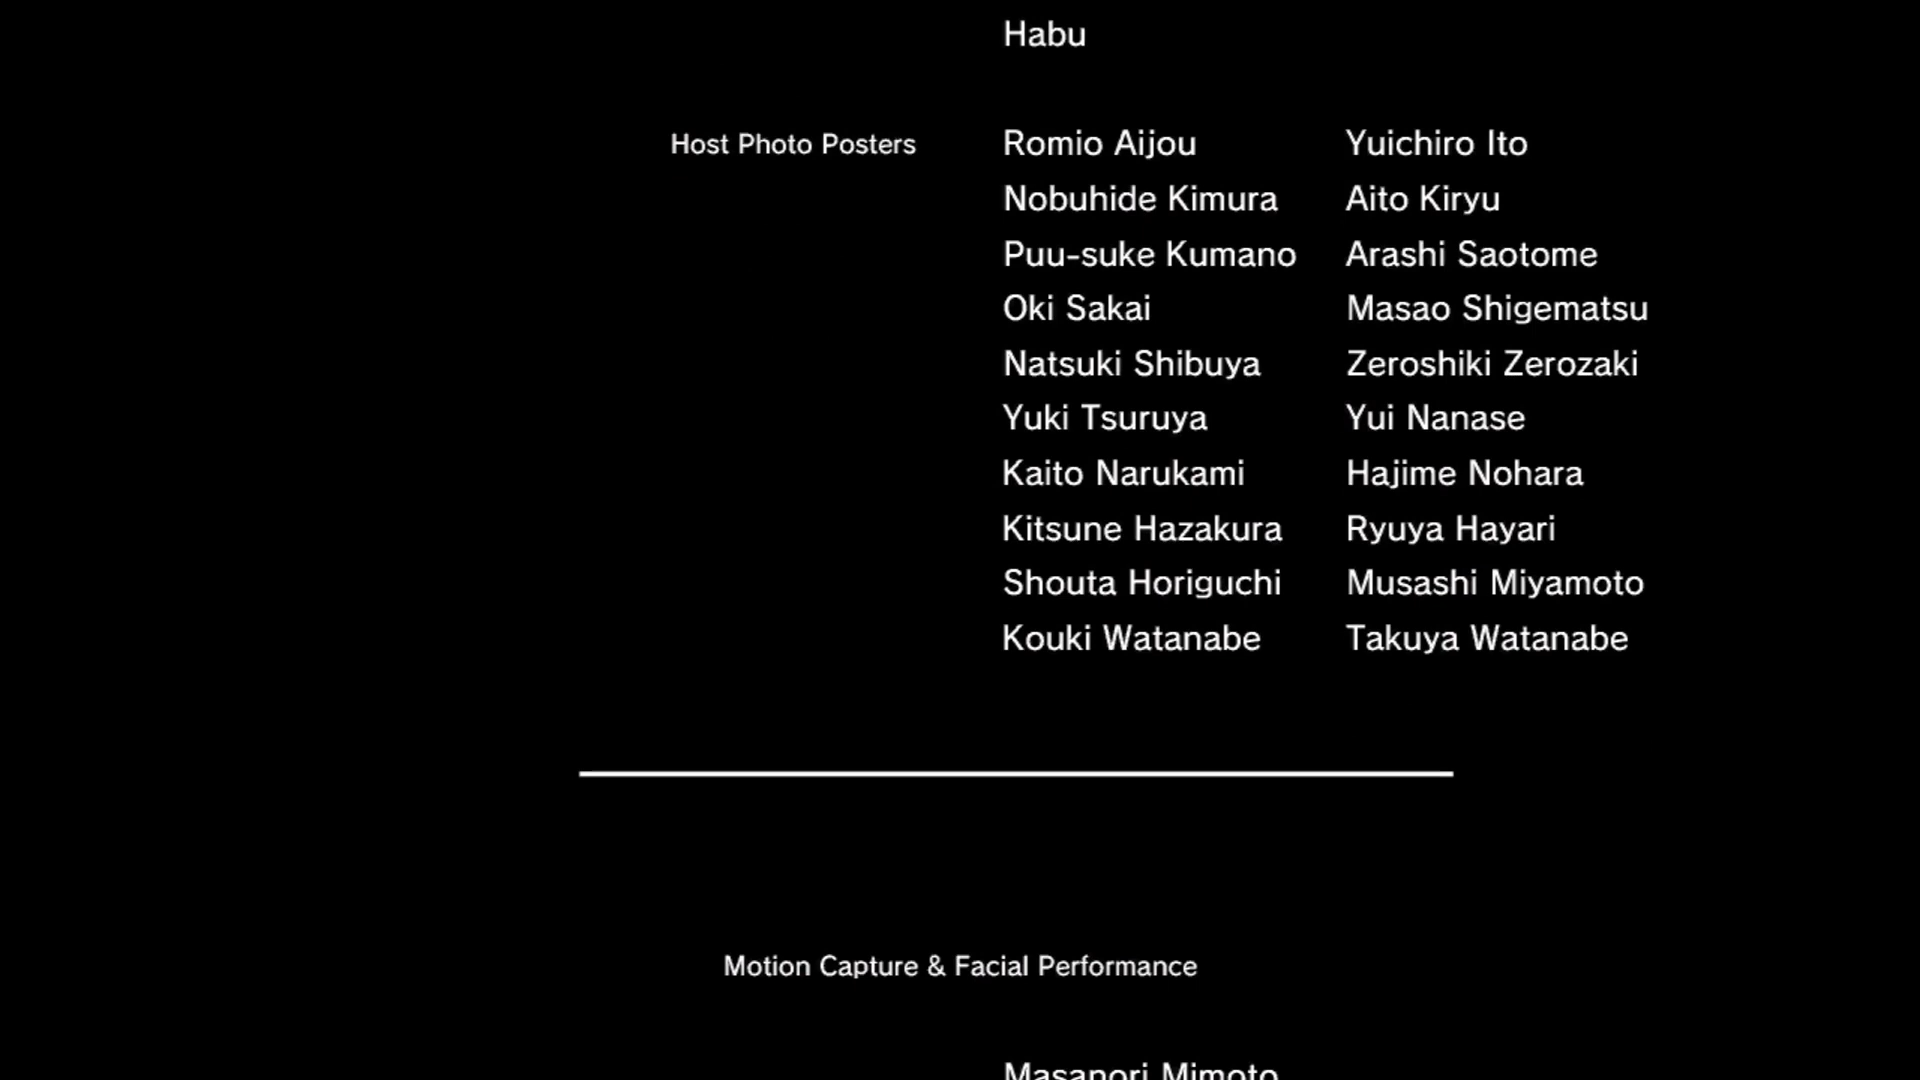 Habu
Host Photo Posters Romio Aijou Yuichiro Ito
Nobuhide Kimura Aito Kiryu
Puu-suke Kumano Arashi Saotome
Oki Sakai Masao Shigematsu
Natsuki Shibuya Zeroshiki Zerozaki
Yuki Tsuruya Yui Nanase
Kaito Narukami Hajime Nohara
Kitsune Hazakura Ryuya Hayari
Shouta Horiguchi Musashi Miyamoto
Kouki Watanabe Takuya Watanabe
Motion Capture & Facial Performance
Masanori Mimoto